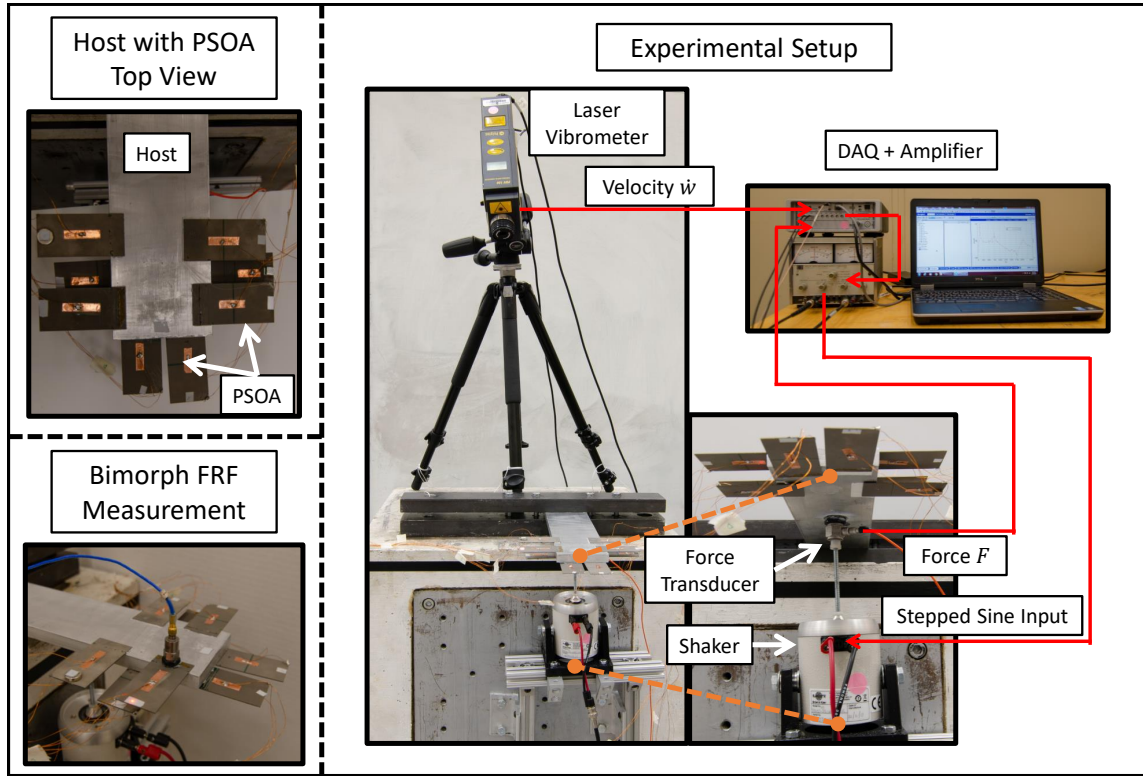 Host with PSOA
Top View
Host
PSOA
Bimorph FRF
Measurement
Experimental Setup
Laser
Vibrometer
Velocity ẇ
DAQ + Amplifier
Force
Transducer
Force F
Stepped Sine Input
Shaker